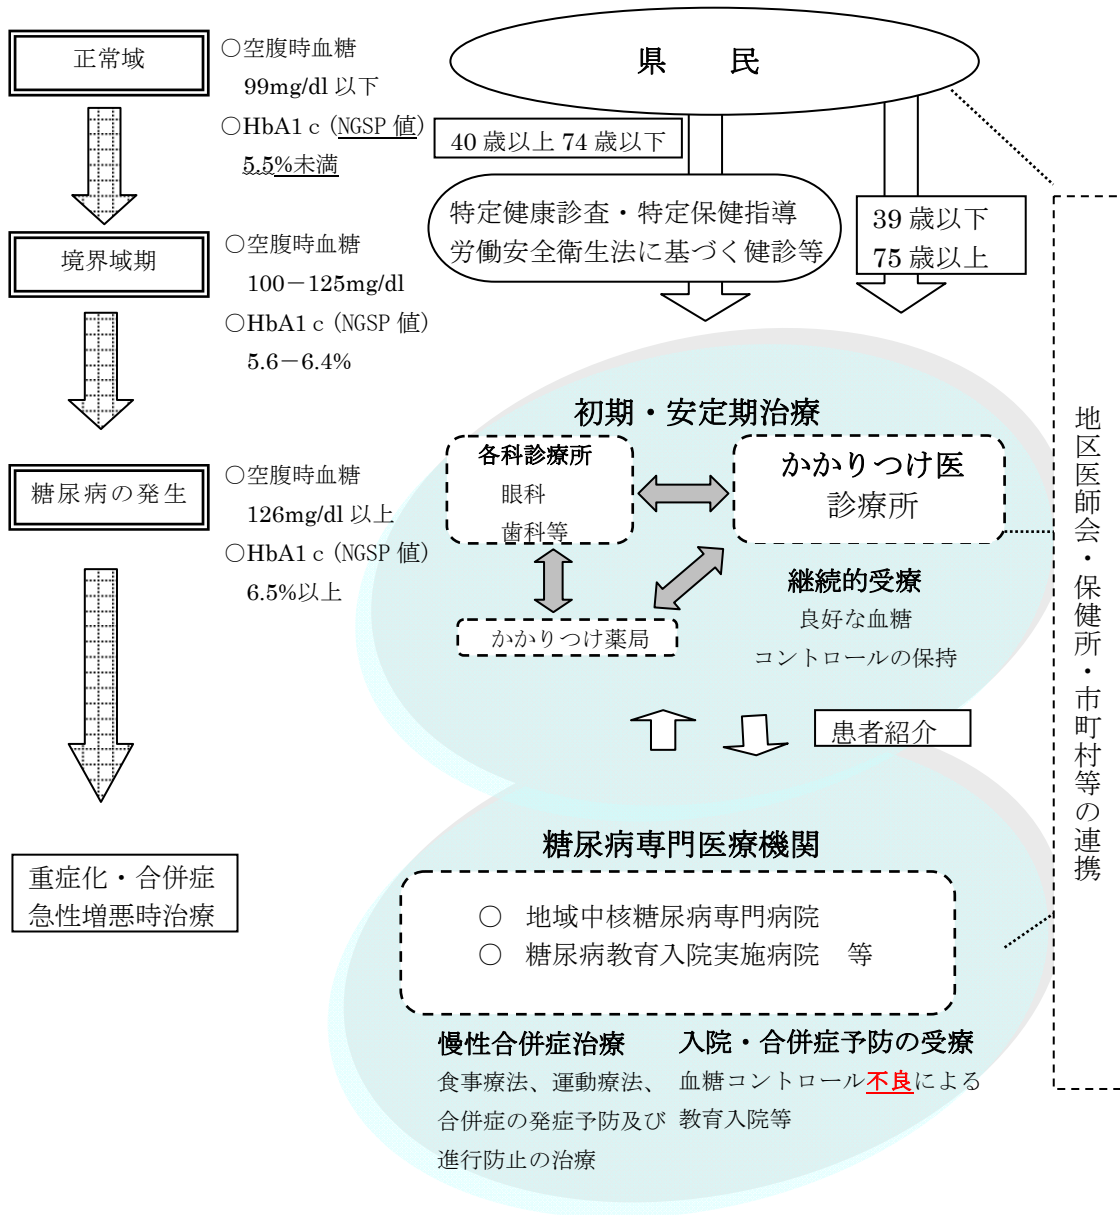 正常域
○空腹時血糖
99mg/dl 以下
○HbA1ｃ(NGSP 値)
5.5%未満
境界域期
○空腹時血糖
100－125mg/dl
○HbA1ｃ(NGSP 値)
5.6－6.4%
糖尿病の発生
○空腹時血糖
126mg/dl 以上
○HbA1ｃ(NGSP 値)
6.5%以上
重症化・合併症
急性増悪時治療
県　　民
40 歳以上 74 歳以下
特定健康診査・特定保健指導
労働安全衛生法に基づく健診等
39 歳以下
75 歳以上
初期・安定期治療
各科診療所
眼科
歯科等
かかりつけ医
診療所
継続的受療
良好な血糖
コントロールの保持
かかりつけ薬局
患者紹介
糖尿病専門医療機関
○　地域中核糖尿病専門病院
○　糖尿病教育入院実施病院　等
慢性合併症治療
食事療法、運動療法、
合併症の発症予防及び
進行防止の治療
入院・合併症予防の受療
血糖コントロール不良による
教育入院等
地区医師会・保健所・市町村等の連携